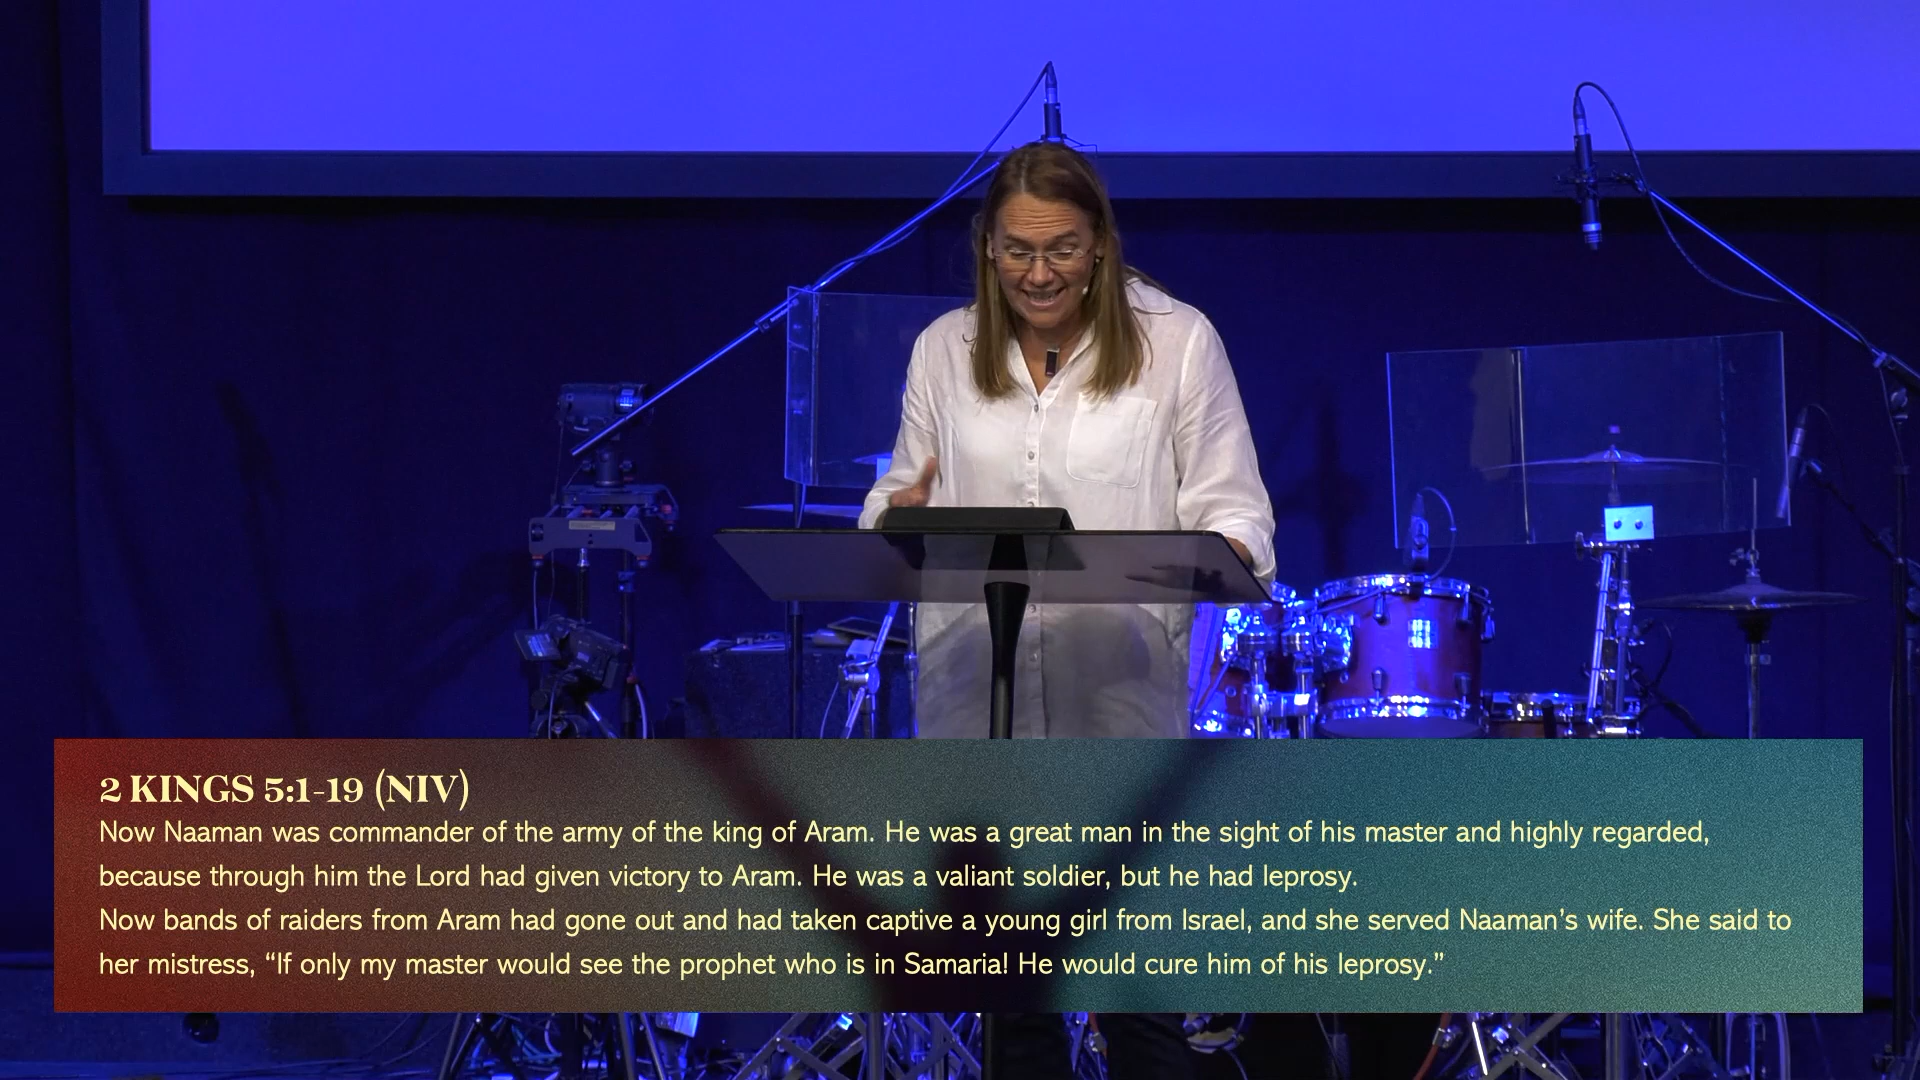 2 KINGS 5:1-19 (NIV)
Now Naaman was commander of the army of the king of Aram. He was a great man in the sight of his master and highly regarded,
because through him the Lord had given victory to Aram. He was a valiant soldier, but he had leprosy.
Now bands of raiders from Aram had gone out and had taken captive a young girl from Israel, and she served Naaman’s wife. She said to
her mistress, “If only my master would see the prophet who is in Samaria! He would cure him of his leprosy.”